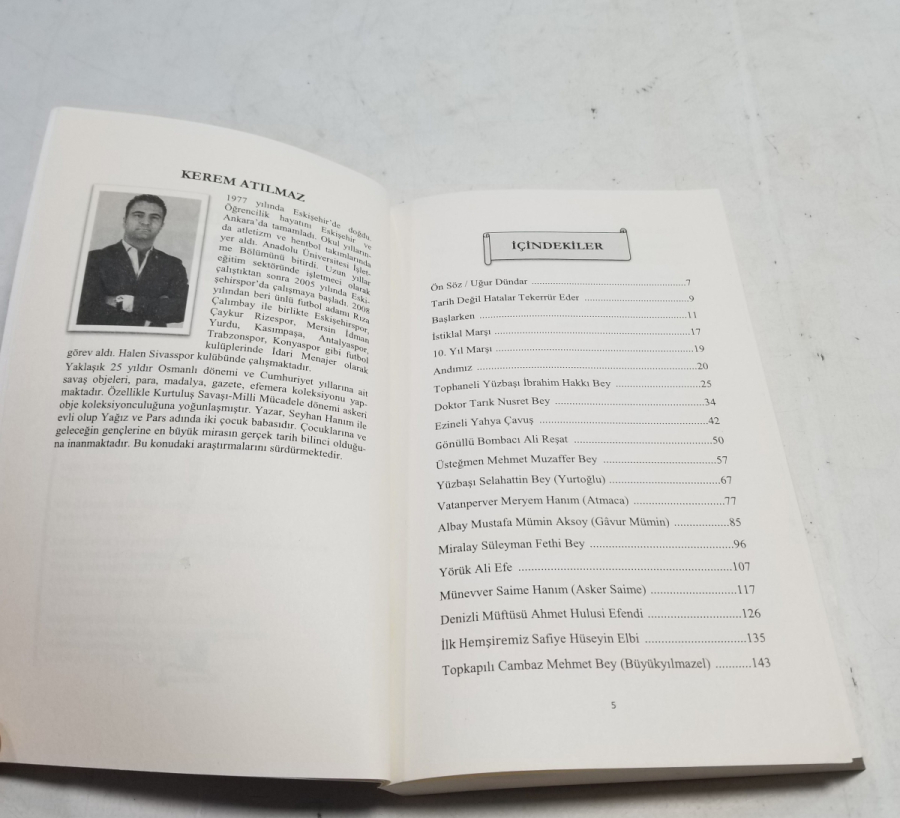 KEREM ATILMAZ
1977 yılında Eskişehir'de doğdu.
Öğrencilik hayatını Eskişehir ve
Ankara'da tamamladı. Okul yılların-
da atletizm ve hentbol takımlarında
yer aldı. Anadolu Üniversitesi İşlet-
me Bölümünü bitirdi. Uzun yıllar
eğitim sektöründe işletmeci olarak
çalıştıktan sonra 2005 yılında Eski-
şehirspor'da çalışmaya başladı. 2008
yılından beri ünlü futbol adamı Rıza
Çalımbay ile birlikte Eskişehirspor,
Çaykur Rizespor, Mersin İdman
Yurdu, Kasımpaşa, Antalyaspor,
Trabzonspor, Konyaspor gibi futbol
kulüplerinde İdari Menajer olarak
görev aldı. Halen Sivasspor kulübünde çalışmaktadır.
Yaklaşık 25 yıldır Osmanlı dönemi ve Cumhuriyet yıllarına ait
savaş objeleri, para, madalya, gazete, efemera koleksiyonu yap-
maktadır. Özellikle Kurtuluş Savaşı-Milli Mücadele dönemi askeri
obje koleksiyonculuğuna yoğunlaşmıştır. Yazar, Seyhan Hanım ile
evli olup Yağız ve Pars adında iki çocuk babasıdır. Çocuklarına ve
geleceğin gençlerine en büyük mirasın gerçek tarih bilinci olduğu-
na inanmaktadır. Bu konudaki araştırmalarını sürdürmektedir.
İÇİNDEKİLER
Ön Söz / Uğur Dündar ........ 7
Tarih Değil Hatalar Tekerrür Eder ........ 9
Başlarken ........ 11
İstiklal Marşı ........ 17
10. Yıl Marşı ........ 19
Andımız ........ 20
Tophaneli Yüzbaşı İbrahim Hakkı Bey ........ 25
Doktor Tarık Nusret Bey ........ 34
Ezineli Yahya Çavuş ........ 42
Gönüllü Bombacı Ali Reşat ........ 50
Üsteğmen Mehmet Muzaffer Bey ........ 57
Yüzbaşı Selahattin Bey (Yurtoğlu) ........ 67
Vatanperver Meryem Hanım (Atmaca) ........ 77
Albay Mustafa Mümin Aksoy (Gâvur Mümin) ........ 85
Miralay Süleyman Fethi Bey ........ 96
Yörük Ali Efe ........ 107
Münevver Saime Hanım (Asker Saime) ........ 117
Denizli Müftüsü Ahmet Hulusi Efendi ........ 126
İlk Hemşiremiz Safiye Hüseyin Elbi ........ 135
Topkapılı Cambaz Mehmet Bey (Büyükyılmazel) ........ 143
5